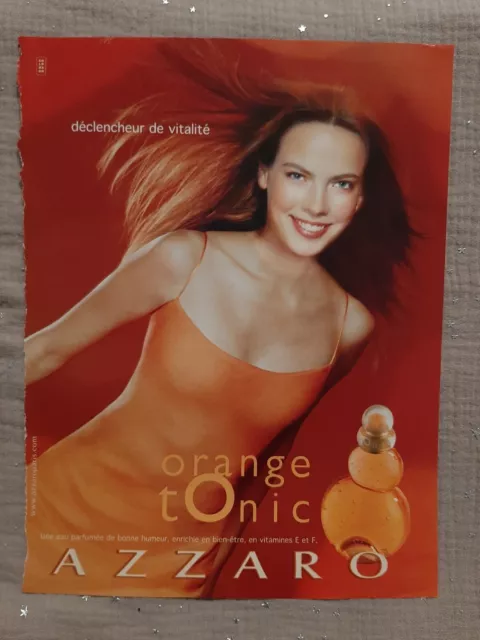 déclencheur de vitalité
orange
tOnic
Une eau parfumée de bonne humeur, enrichie en bien-être, en vitamines E et F.
AZZARO